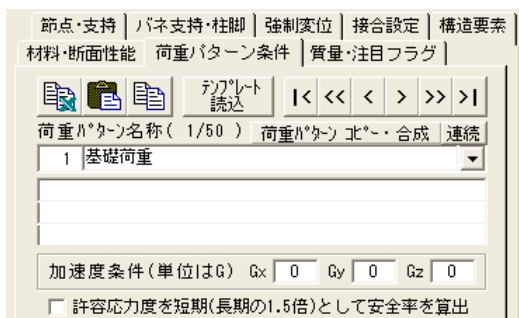 節点・支持 バネ支持・柱脚 強制変位 接合設定 構造要素
材料・断面性能 荷重パターン条件 質量・注目フラグ
ﾃﾝﾌﾟﾚｰﾄ
読込
|< << < > >> >|
荷重ﾊﾟﾀｰﾝ名称( 1/50 ) 荷重ﾊﾟﾀｰﾝ ｺﾋﾟｰ・合成 連続
1 基礎荷重
加速度条件(単位はG) Gx 0 Gy 0 Gz 0
許容応力度を短期(長期の1.5倍)として安全率を算出